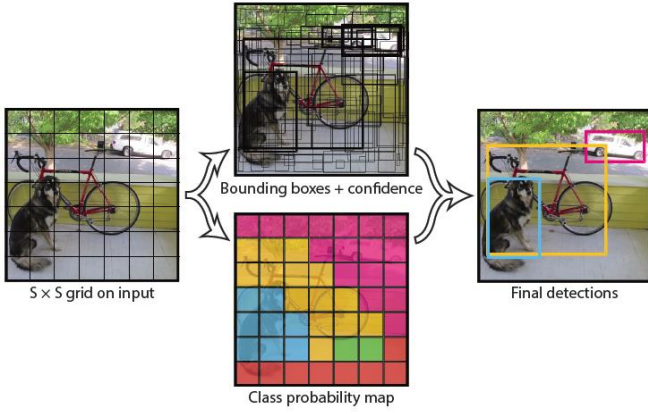 Bounding boxes + confidence
S × S grid on input
Final detections
Class probability map